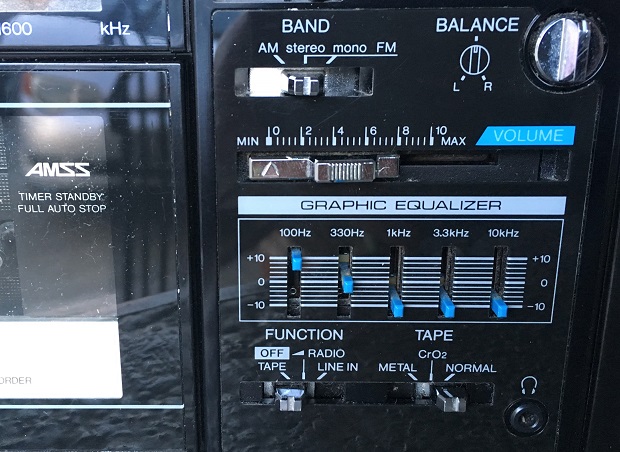 1600 kHz
BAND
AM stereo mono FM
BALANCE
L R
MIN 0 2 4 6 8 10 MAX
VOLUME
AMSS
TIMER STANDBY
FULL AUTO STOP
GRAPHIC EQUALIZER
100Hz 330Hz 1kHz 3.3kHz 10kHz
+10 +10
0 0
-10 -10
FUNCTION
OFF RADIO
TAPE LINE IN
TAPE
CrO2
METAL NORMAL